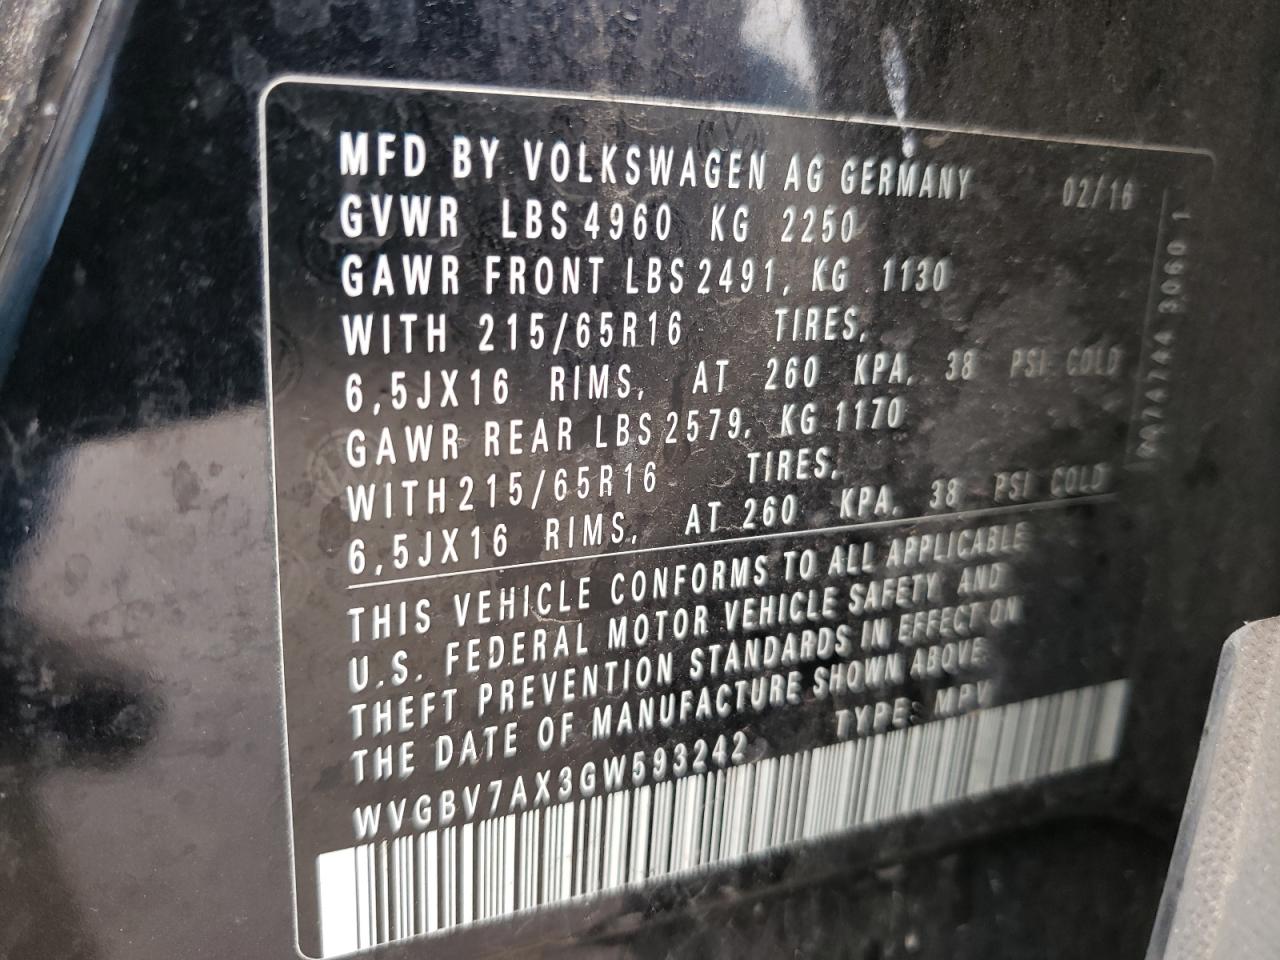 MFD BY VOLKSWAGEN AG GERMANY 02/16
GVWR LBS 4960 KG 2250
GAWR FRONT LBS 2491, KG 1130
WITH 215/65R16 TIRES,
6,5JX16 RIMS, AT 260 KPA, 38 PSI COLD
GAWR REAR LBS 2579, KG 1170
WITH 215/65R16 TIRES,
6,5JX16 RIMS, AT 260 KPA, 38 PSI COLD
THIS VEHICLE CONFORMS TO ALL APPLICABLE
U.S. FEDERAL MOTOR VEHICLE SAFETY AND
THEFT PREVENTION STANDARDS IN EFFECT ON
THE DATE OF MANUFACTURE SHOWN ABOVE
WVGBV7AX3GW593242 TYPE: MPV